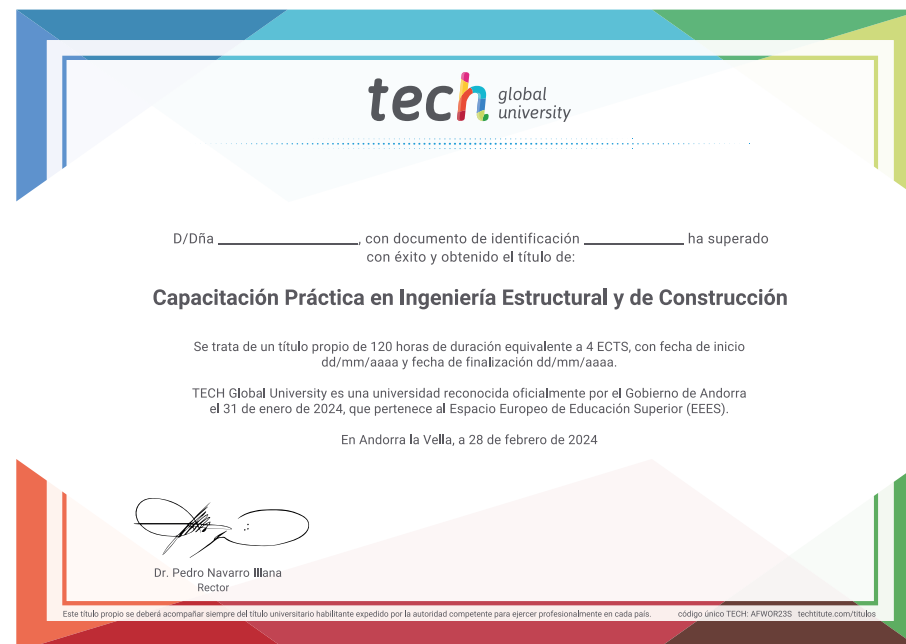 tech global university
D/Dña ____________________, con documento de identificación ______________ ha superado
con éxito y obtenido el título de:
Capacitación Práctica en Ingeniería Estructural y de Construcción
Se trata de un título propio de 120 horas de duración equivalente a 4 ECTS, con fecha de inicio
dd/mm/aaaa y fecha de finalización dd/mm/aaaa.
TECH Global University es una universidad reconocida oficialmente por el Gobierno de Andorra
el 31 de enero de 2024, que pertenece al Espacio Europeo de Educación Superior (EEES).
En Andorra la Vella, a 28 de febrero de 2024
Dr. Pedro Navarro Illana
Rector
Este título propio se deberá acompañar siempre del título universitario habilitante expedido por la autoridad competente para ejercer profesionalmente en cada país. código único TECH: AFWOR23S techtitute.com/titulos